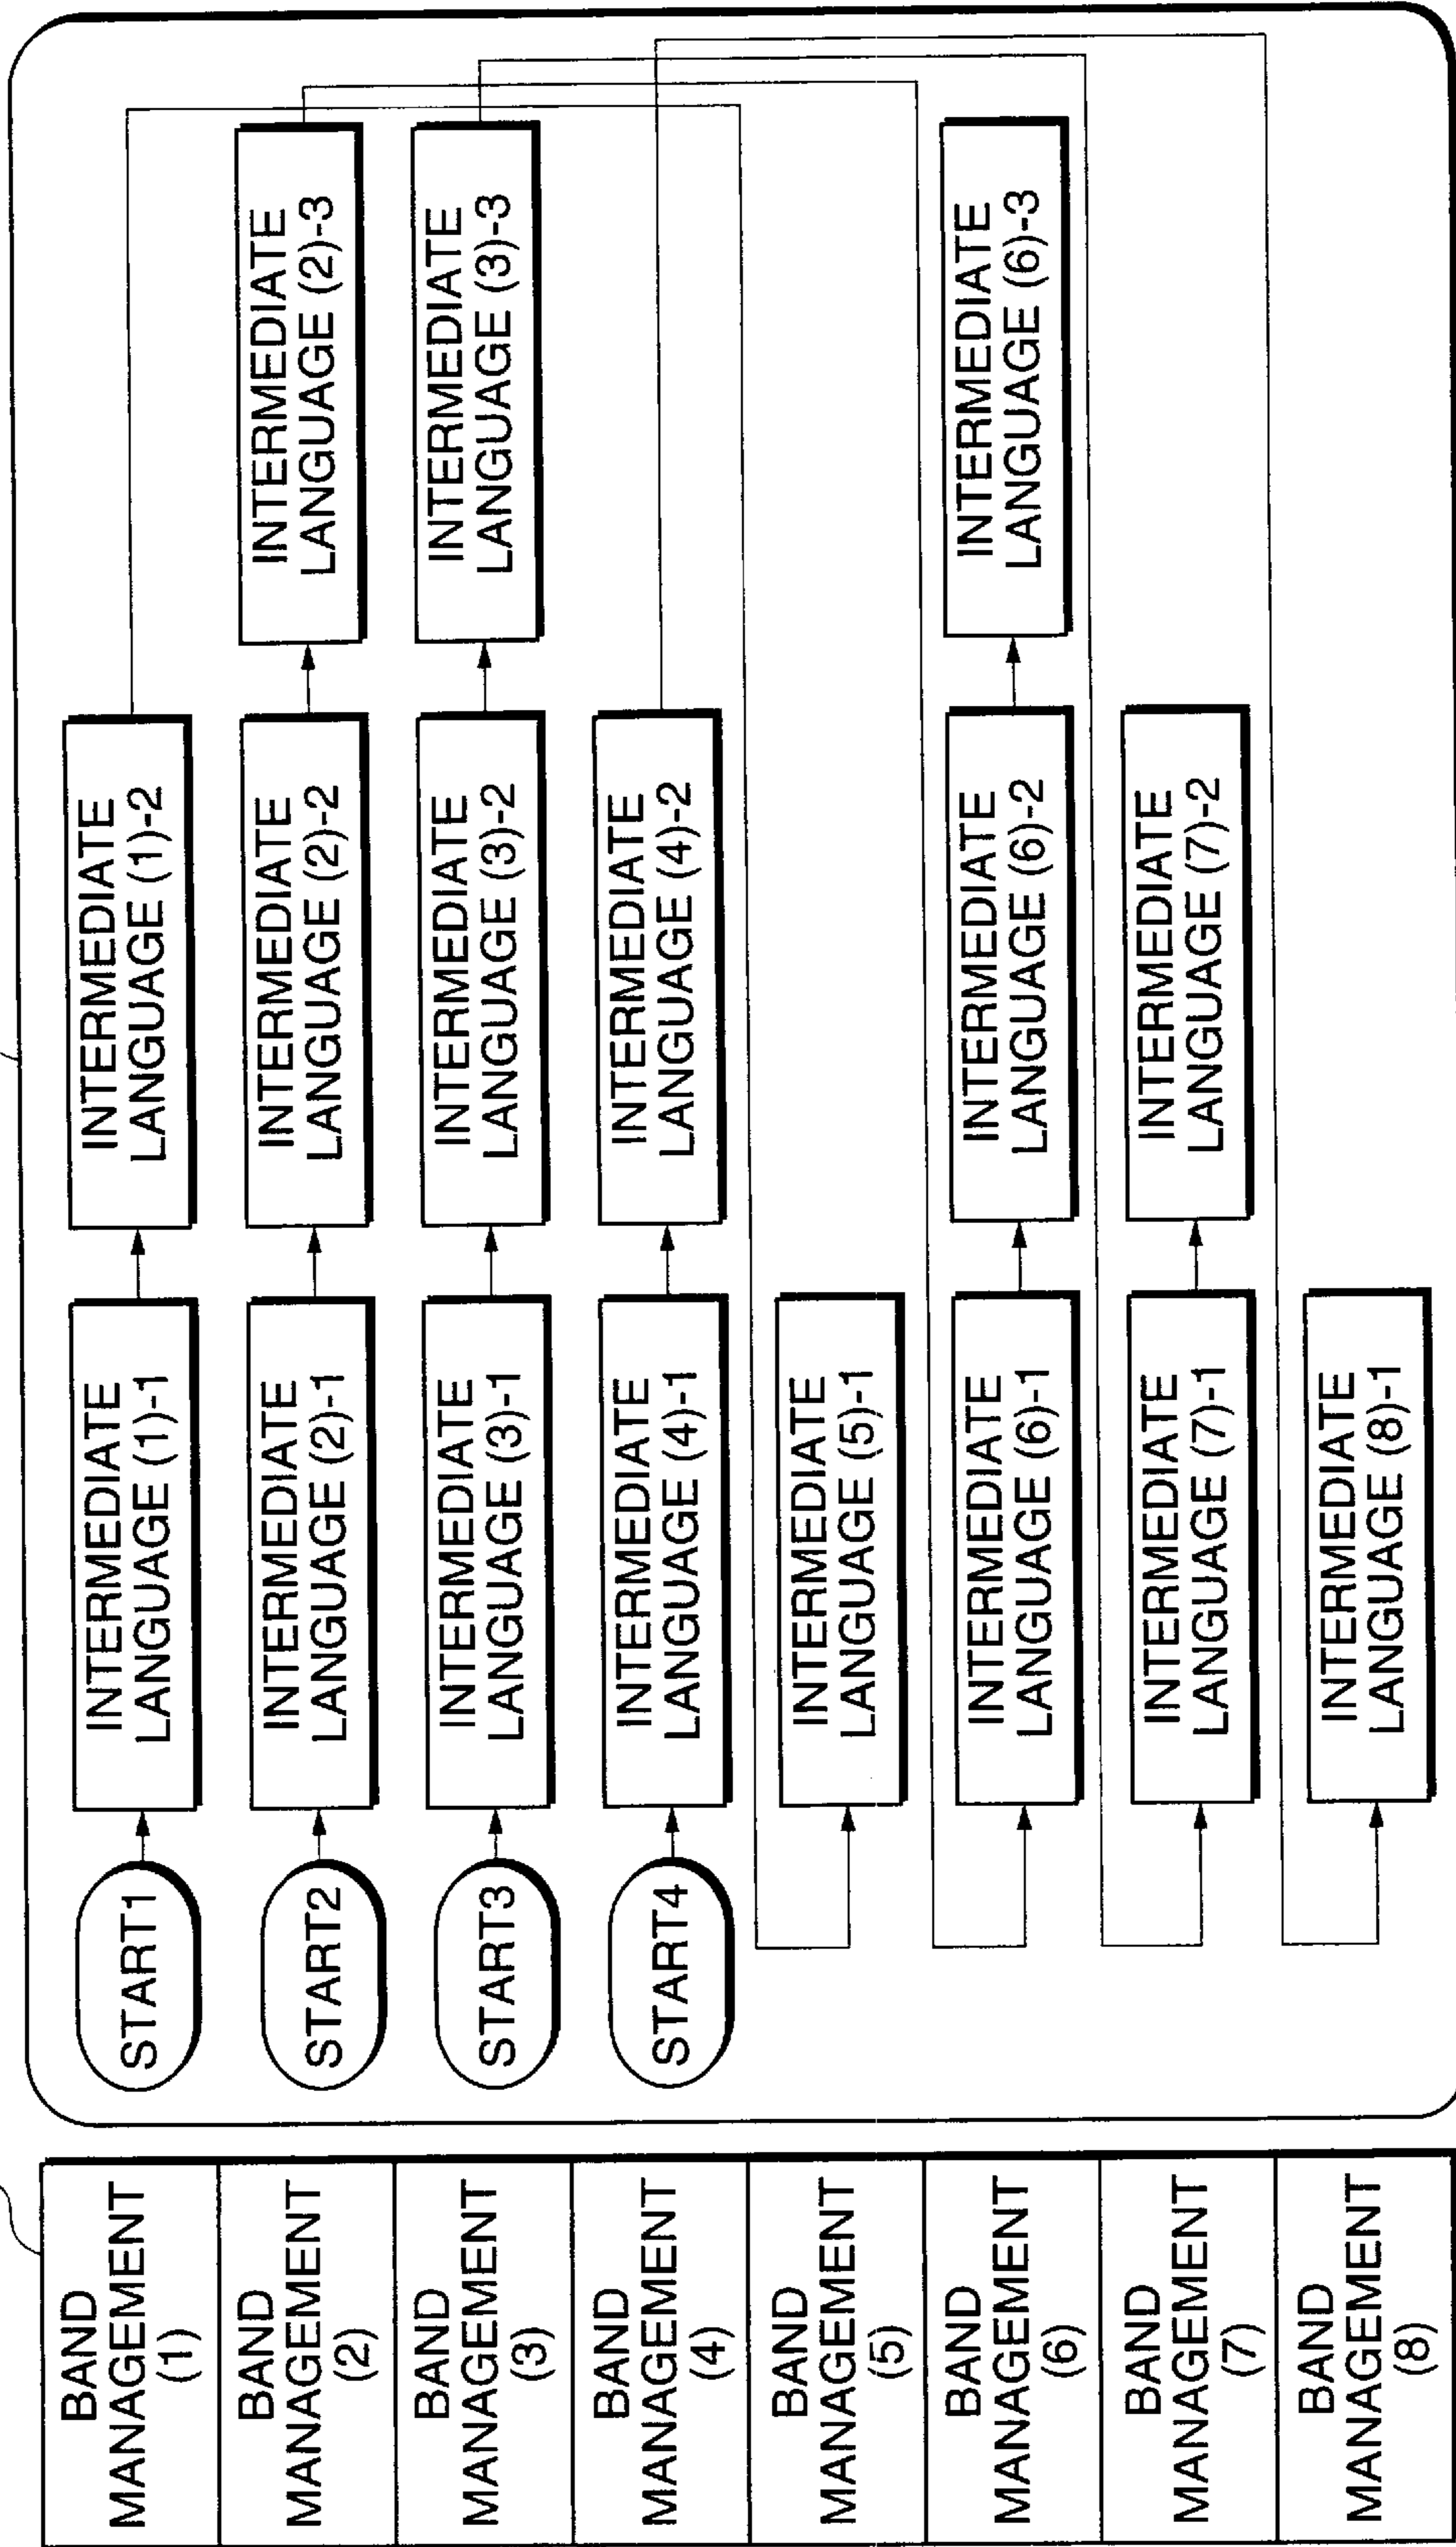 BAND
MANAGEMENT
(1)
START1
INTERMEDIATE
LANGUAGE (1)-1
INTERMEDIATE
LANGUAGE (1)-2
BAND
MANAGEMENT
(2)
START2
INTERMEDIATE
LANGUAGE (2)-1
INTERMEDIATE
LANGUAGE (2)-2
INTERMEDIATE
LANGUAGE (2)-3
BAND
MANAGEMENT
(3)
START3
INTERMEDIATE
LANGUAGE (3)-1
INTERMEDIATE
LANGUAGE (3)-2
INTERMEDIATE
LANGUAGE (3)-3
BAND
MANAGEMENT
(4)
START4
INTERMEDIATE
LANGUAGE (4)-1
INTERMEDIATE
LANGUAGE (4)-2
BAND
MANAGEMENT
(5)
INTERMEDIATE
LANGUAGE (5)-1
BAND
MANAGEMENT
(6)
INTERMEDIATE
LANGUAGE (6)-1
INTERMEDIATE
LANGUAGE (6)-2
INTERMEDIATE
LANGUAGE (6)-3
BAND
MANAGEMENT
(7)
INTERMEDIATE
LANGUAGE (7)-1
INTERMEDIATE
LANGUAGE (7)-2
BAND
MANAGEMENT
(8)
INTERMEDIATE
LANGUAGE (8)-1